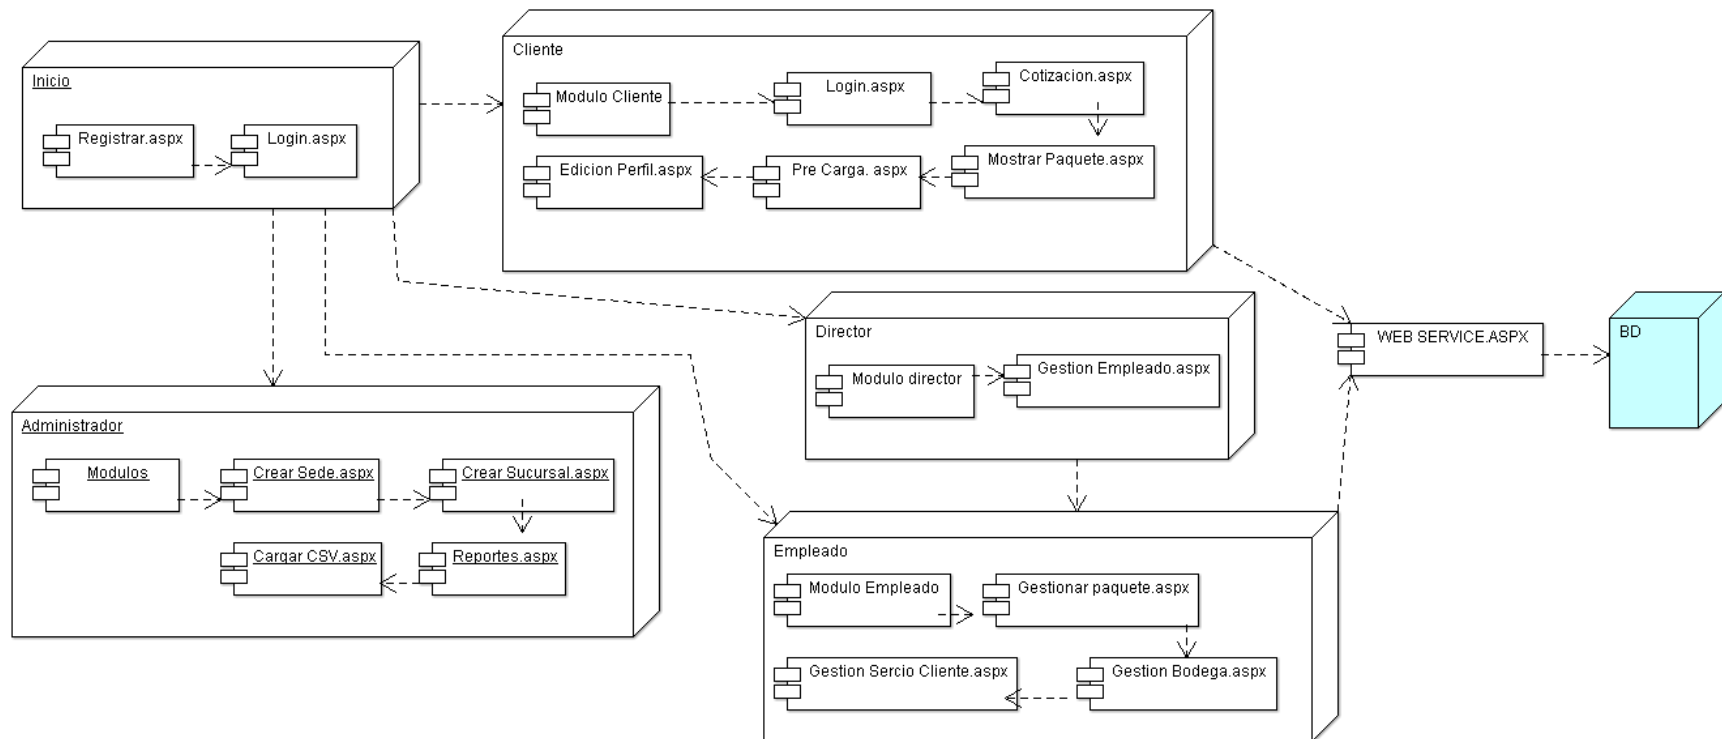 Inicio
Registrar.aspx
Login.aspx
Cliente
Modulo Cliente
Login.aspx
Cotizacion.aspx
Edicion Perfil.aspx
Pre Carga. aspx
Mostrar Paquete.aspx
Director
Modulo director
Gestion Empleado.aspx
WEB SERVICE.ASPX
BD
Administrador
Modulos
Crear Sede.aspx
Crear Sucursal.aspx
Cargar CSV.aspx
Reportes.aspx
Empleado
Modulo Empleado
Gestionar paquete.aspx
Gestion Sercio Cliente.aspx
Gestion Bodega.aspx